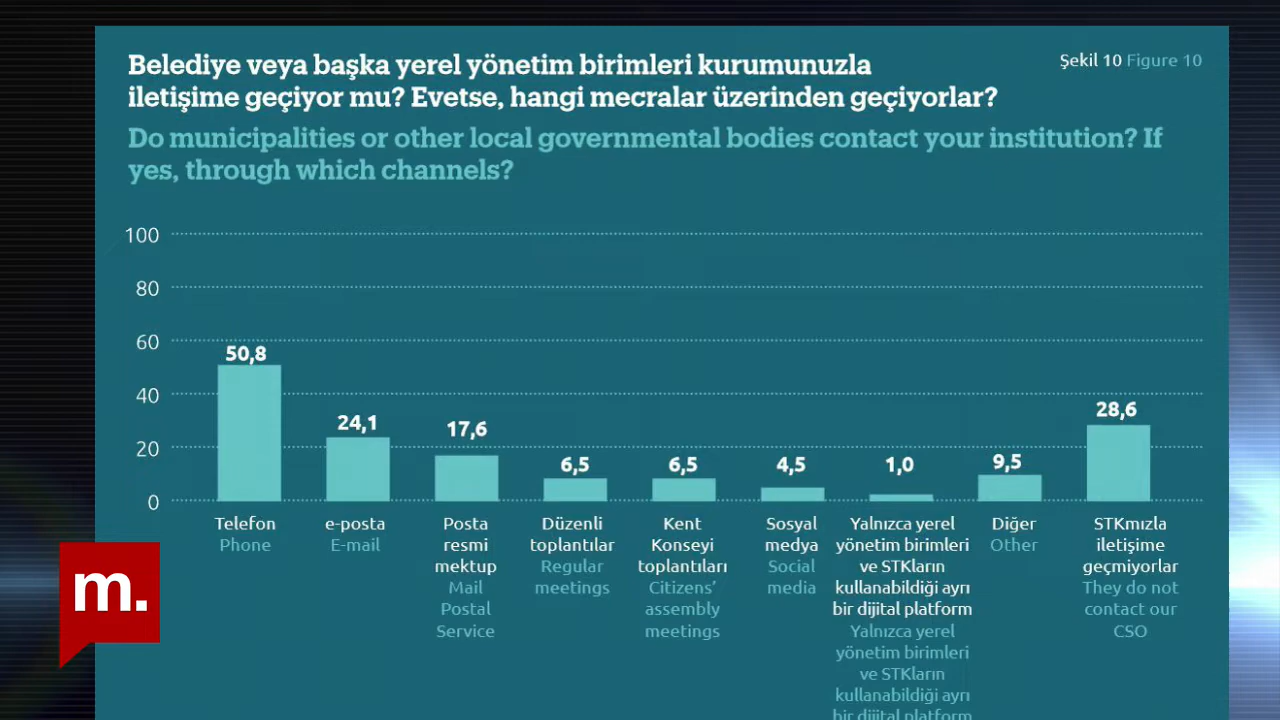 Belediye veya başka yerel yönetim birimleri kurumunuzla
iletişime geçiyor mu? Evetse, hangi mecralar üzerinden geçiyorlar?
Şekil 10 Figure 10
Do municipalities or other local governmental bodies contact your institution? If
yes, through which channels?
100
80
60
40
20
0
50,8
24,1
17,6
6,5
6,5
4,5
1,0
9,5
28,6
Telefon
Phone
e-posta
E-mail
Posta
resmi
mektup
Mail
Postal
Service
Düzenli
toplantılar
Regular
meetings
Kent
Konseyi
toplantıları
Citizens'
assembly
meetings
Sosyal
medya
Social
media
Yalnızca yerel
yönetim birimleri
ve STKların
kullanabildiği ayrı
bir dijital platform
Yalnızca yerel
yönetim birimleri
ve STKların
kullanabildiği ayrı
bir dijital platform
Diğer
Other
STKmızla
iletişime
geçmiyorlar
They do not
contact our
CSO
m.